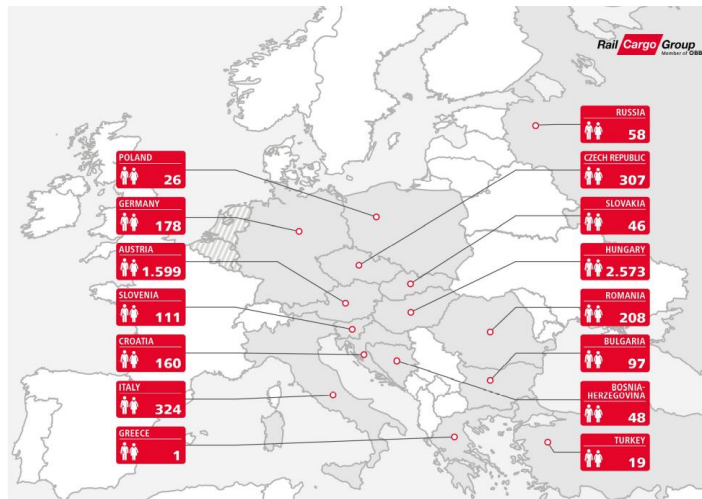 Rail Cargo Group
Member of ÖBB
POLAND
26
GERMANY
178
AUSTRIA
1.599
SLOVENIA
111
CROATIA
160
ITALY
324
GREECE
1
RUSSIA
58
CZECH REPUBLIC
307
SLOVAKIA
46
HUNGARY
2.573
ROMANIA
208
BULGARIA
97
BOSNIA-
HERZEGOVINA
48
TURKEY
19